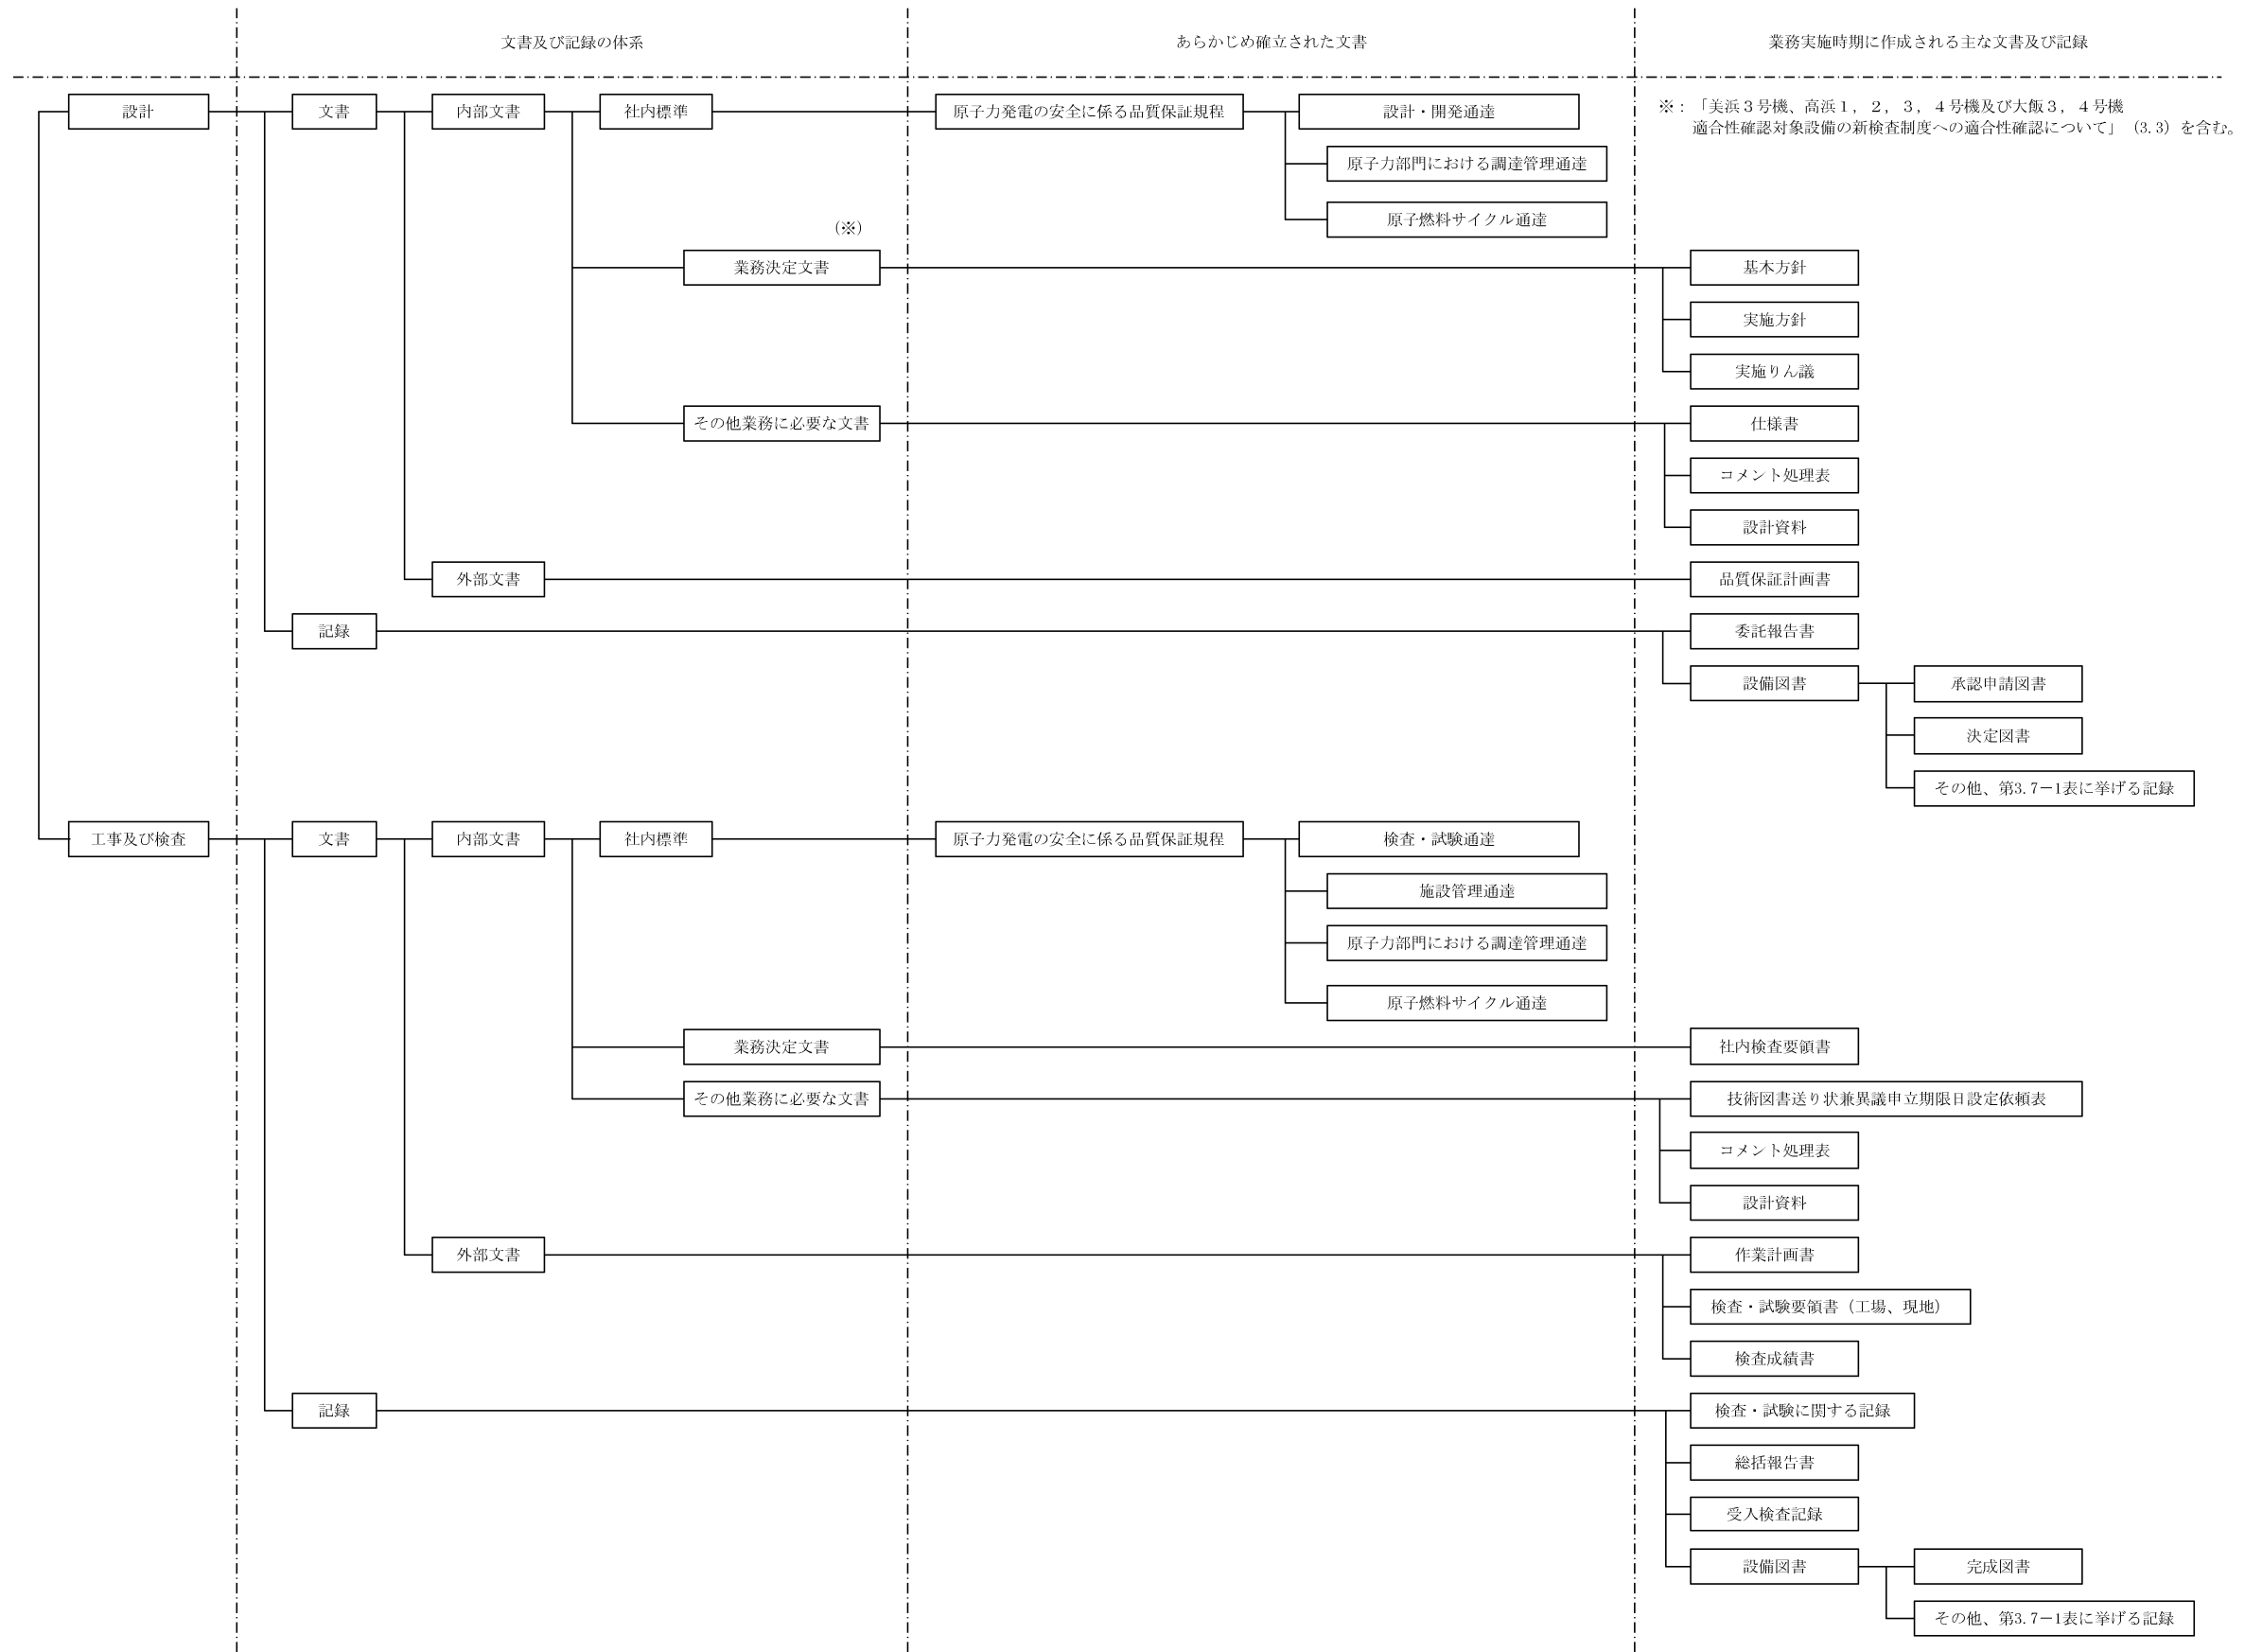 文書及び記録の体系
あらかじめ確立された文書
業務実施時期に作成される主な文書及び記録
設計
文書
内部文書
社内標準
原子力発電の安全に係る品質保証規程
設計・開発通達
※：「美浜３号機、高浜１，２，３，４号機及び大飯３，４号機
適合性確認対象設備の新検査制度への適合性確認について」（3.3）を含む。
原子力部門における調達管理通達
原子燃料サイクル通達
（※）
業務決定文書
基本方針
実施方針
実施りん議
その他業務に必要な文書
仕様書
コメント処理表
設計資料
外部文書
品質保証計画書
記録
委託報告書
設備図書
承認申請図書
決定図書
その他、第3.7－1表に挙げる記録
工事及び検査
文書
内部文書
社内標準
原子力発電の安全に係る品質保証規程
検査・試験通達
施設管理通達
原子力部門における調達管理通達
原子燃料サイクル通達
業務決定文書
社内検査要領書
その他業務に必要な文書
技術図書送り状兼異議申立期限日設定依頼表
コメント処理表
設計資料
外部文書
作業計画書
検査・試験要領書（工場、現地）
検査成績書
記録
検査・試験に関する記録
総括報告書
受入検査記録
設備図書
完成図書
その他、第3.7－1表に挙げる記録